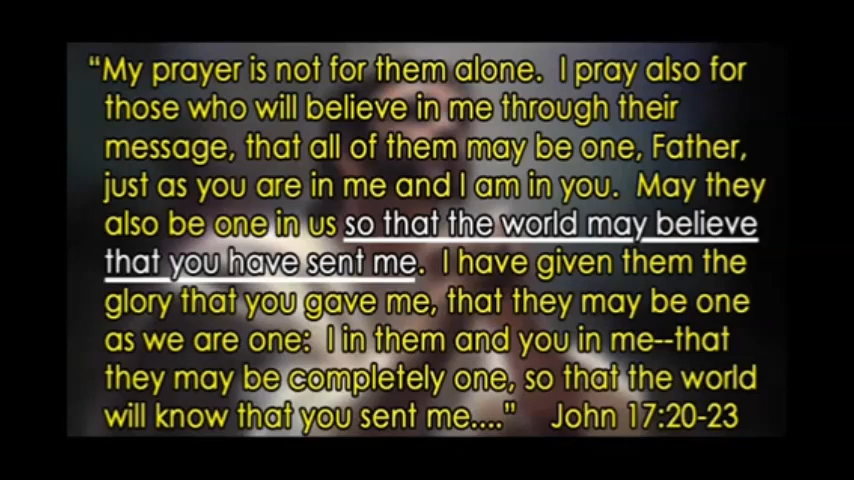 “My prayer is not for them alone.  I pray also for
those who will believe in me through their
message, that all of them may be one, Father,
just as you are in me and I am in you.  May they
also be one in us so that the world may believe
that you have sent me.  I have given them the
glory that you gave me, that they may be one
as we are one:  I in them and you in me--that
they may be completely one, so that the world
will know that you sent me...."    John 17:20-23